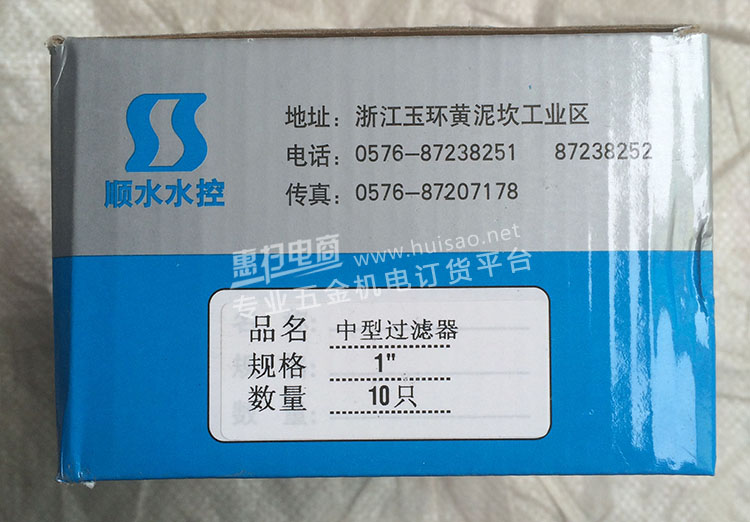 顺水水控
地址：浙江玉环黄泥坎工业区
电话：0576-87238251 87238252
传真：0576-87207178
惠扫电商 www.huisao.net
专业五金机电订货平台
品名 中型过滤器
规格 1"
数量 10只